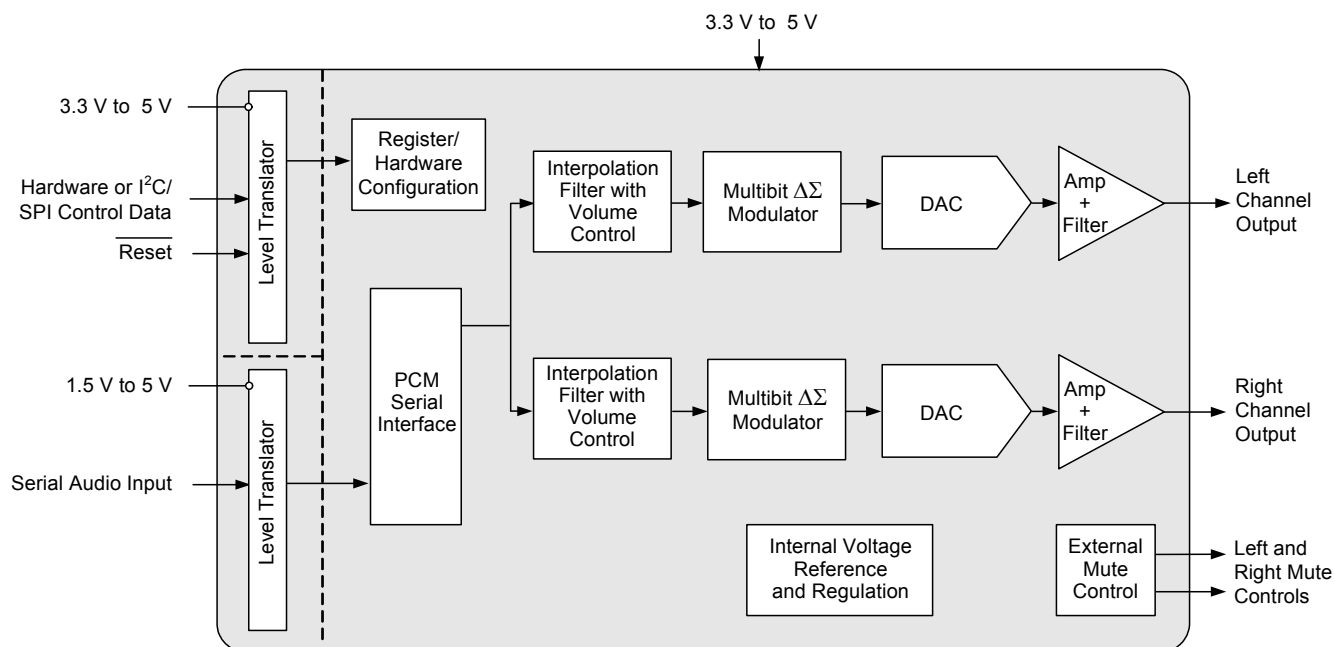 3.3 V to 5 V
3.3 V to 5 V
Hardware or I²C/
SPI Control Data
Reset
Level Translator
Register/
Hardware
Configuration
Interpolation
Filter with
Volume
Control
Multibit ΔΣ
Modulator
DAC
Amp
+
Filter
Left
Channel
Output
1.5 V to 5 V
Serial Audio Input
Level Translator
PCM
Serial
Interface
Interpolation
Filter with
Volume
Control
Multibit ΔΣ
Modulator
DAC
Amp
+
Filter
Right
Channel
Output
Internal Voltage
Reference
and Regulation
External
Mute
Control
Left and
Right Mute
Controls